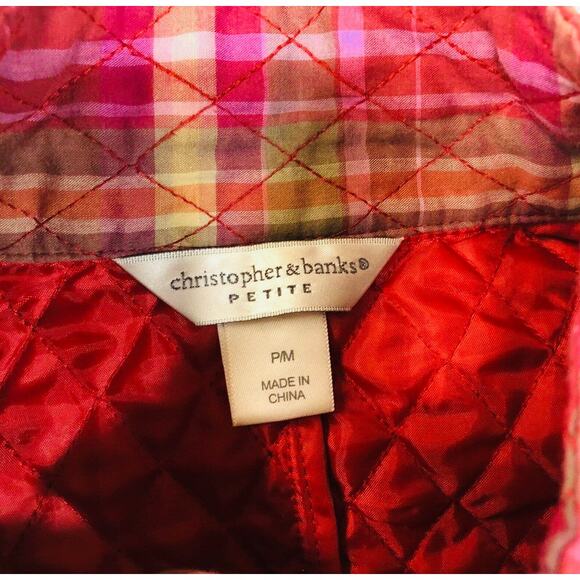 christopher & banks®
PETITE
P/M
MADE IN
CHINA